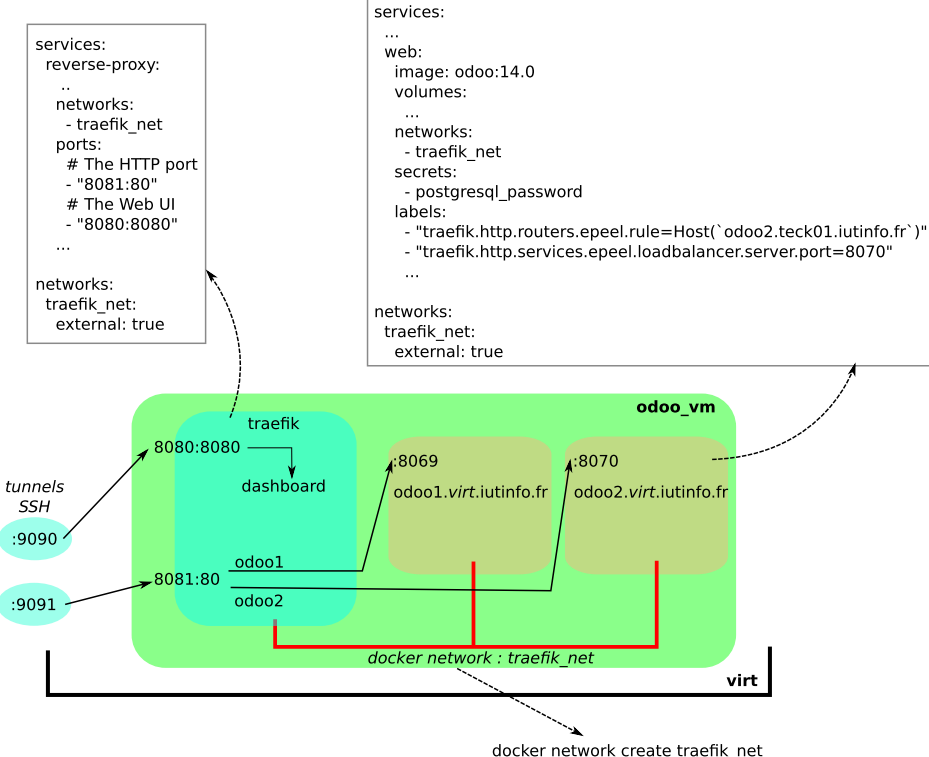 services:
reverse-proxy:
..
networks:
- traefik_net
ports:
# The HTTP port
- "8081:80"
# The Web UI
- "8080:8080"
...
networks:
traefik_net:
external: true
services:
...
web:
image: odoo:14.0
volumes:
...
networks:
- traefik_net
secrets:
- postgresql_password
labels:
- "traefik.http.routers.epeel.rule=Host(`odoo2.teck01.iutinfo.fr`)"
- "traefik.http.services.epeel.loadbalancer.server.port=8070"
...
networks:
traefik_net:
external: true
odoo_vm
traefik
8080:8080
dashboard
tunnels
SSH
:9090
:9091
8081:80
odoo1
odoo2
:8069
odoo1.virt.iutinfo.fr
:8070
odoo2.virt.iutinfo.fr
docker network : traefik_net
virt
docker network create traefik_net